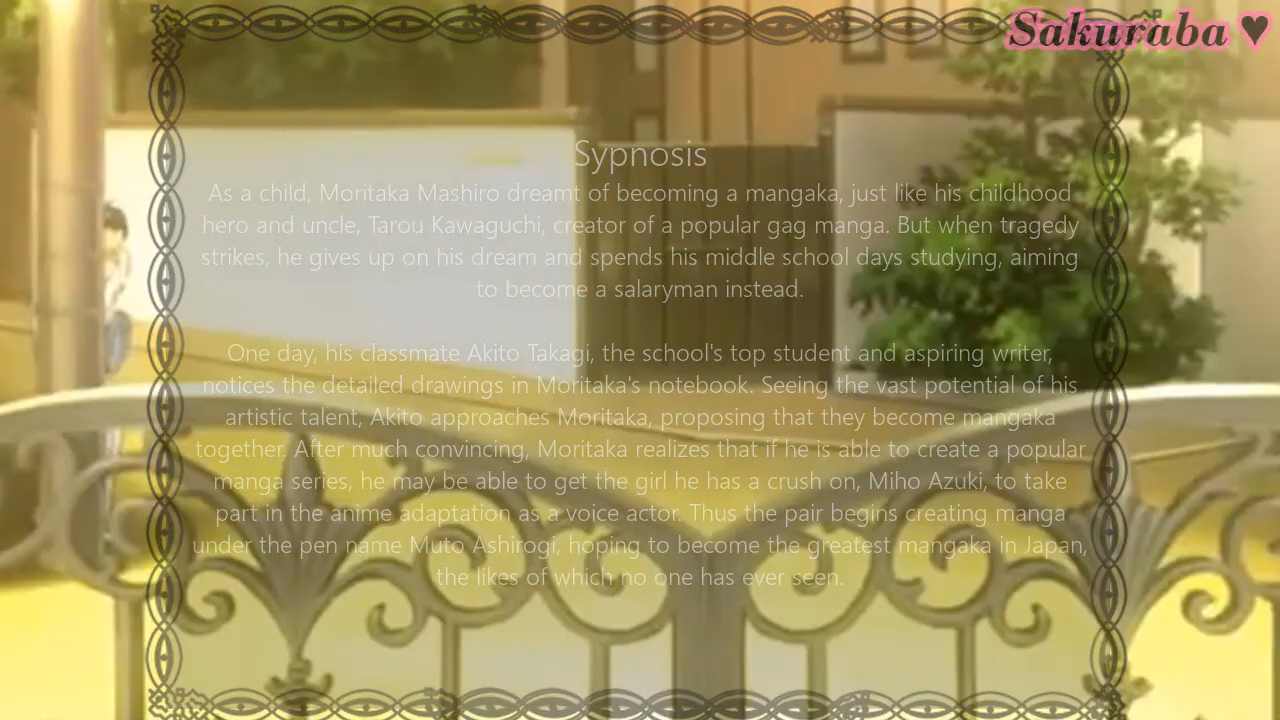 Sakuraba ♥
Sypnosis
As a child, Moritaka Mashiro dreamt of becoming a mangaka, just like his childhood
hero and uncle, Tarou Kawaguchi, creator of a popular gag manga. But when tragedy
strikes, he gives up on his dream and spends his middle school days studying, aiming
to become a salaryman instead.
One day, his classmate Akito Takagi, the school's top student and aspiring writer,
notices the detailed drawings in Moritaka's notebook. Seeing the vast potential of his
artistic talent, Akito approaches Moritaka, proposing that they become mangaka
together. After much convincing, Moritaka realizes that if he is able to create a popular
manga series, he may be able to get the girl he has a crush on, Miho Azuki, to take
part in the anime adaptation as a voice actor. Thus the pair begins creating manga
under the pen name Muto Ashirogi, hoping to become the greatest mangaka in Japan,
the likes of which no one has ever seen.